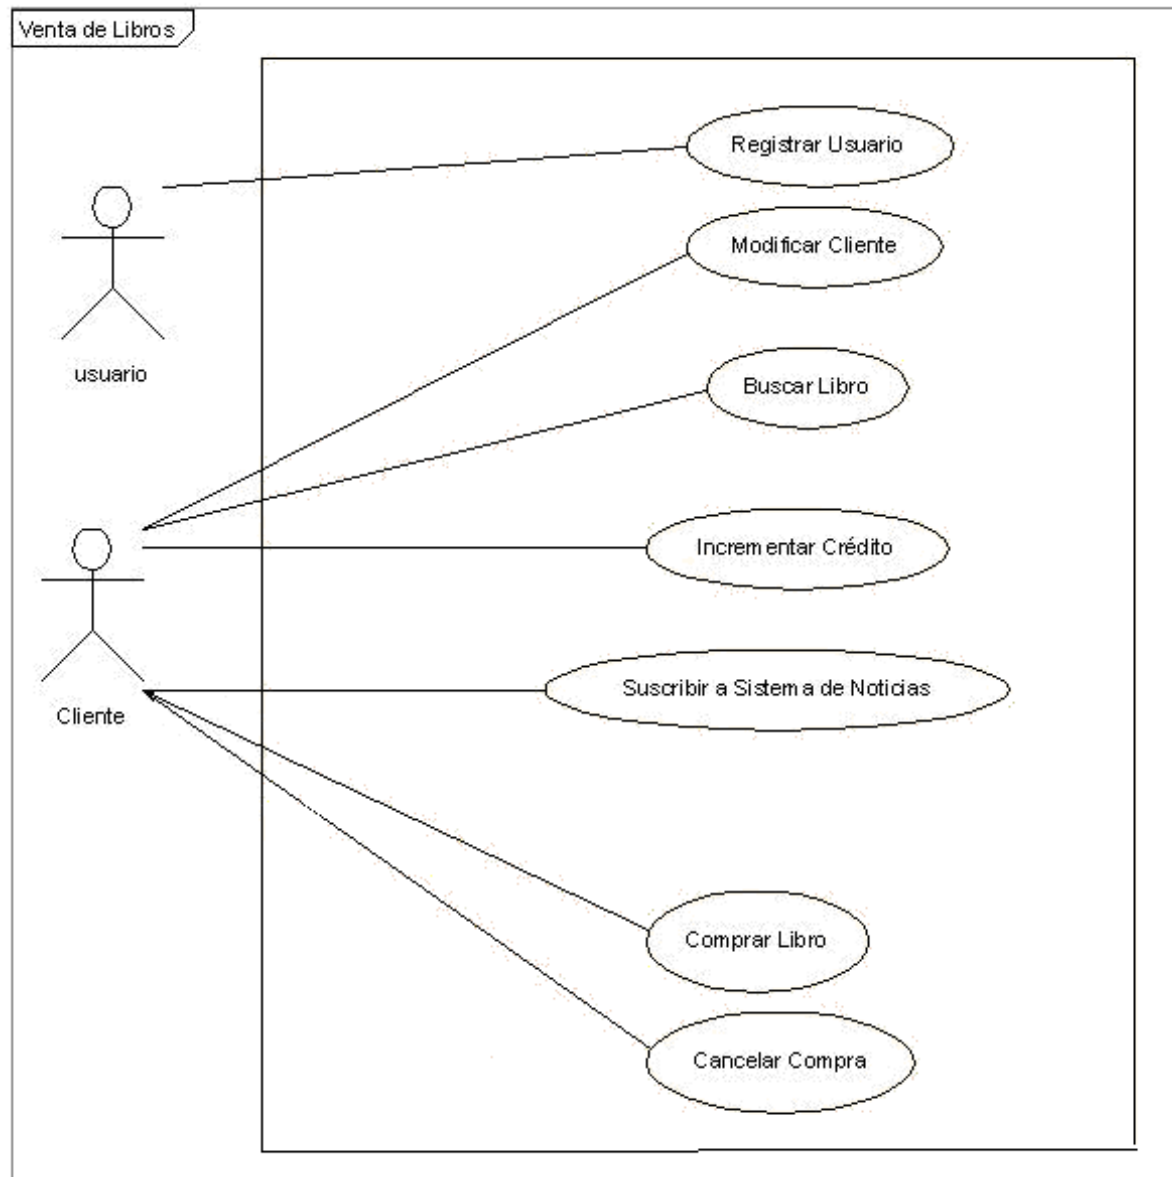 Venta de Libros
Registrar Usuario
Modificar Cliente
usuario
Buscar Libro
Incrementar Crédito
Suscribir a Sistema de Noticias
Cliente
Comprar Libro
Cancelar Compra